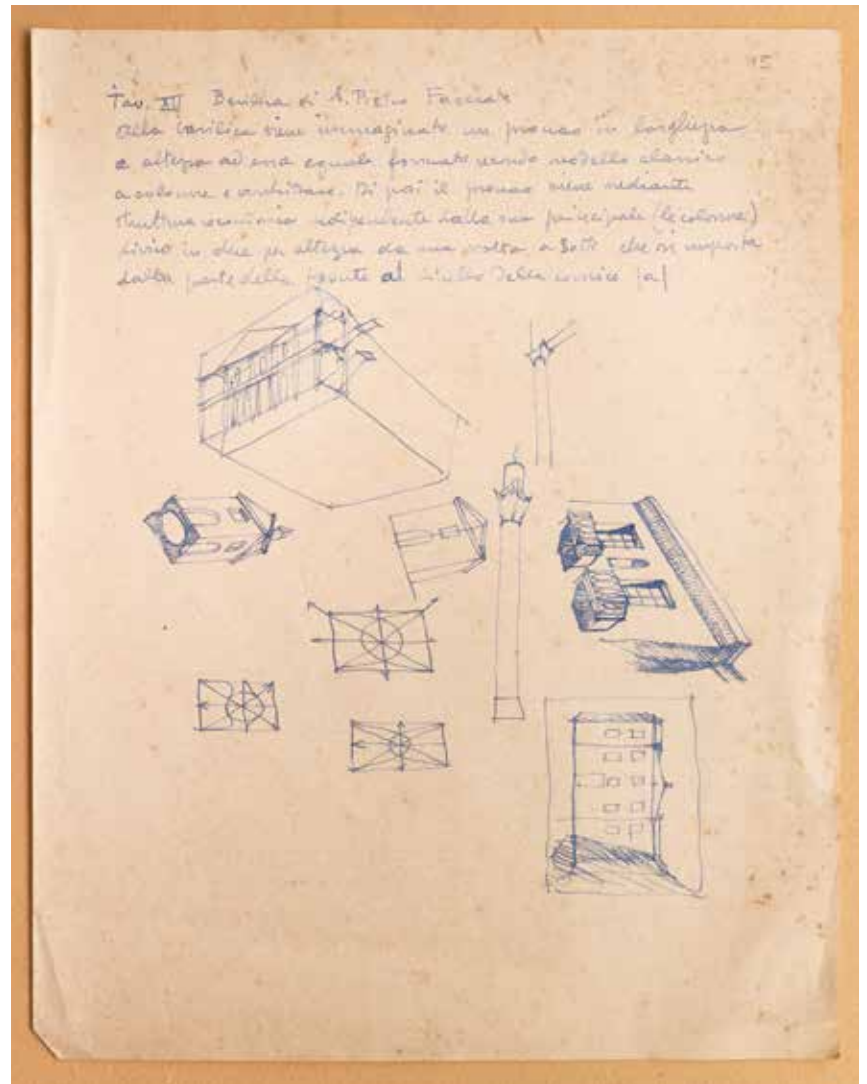 15
Tav. XII Basilica di S. Pietro Facciata
Alla basilica viene immaginato un pronao in larghezza
e altezza ad essa eguale formato secondo modello classico
a colonne e architrave. Di poi il pronao viene mediante
struttura economica indipendente dalla sua principale (le colonne)
diviso in due per altezza da una volta a botte che si imposta
dalla parte della fronte al livello della cornice |a|